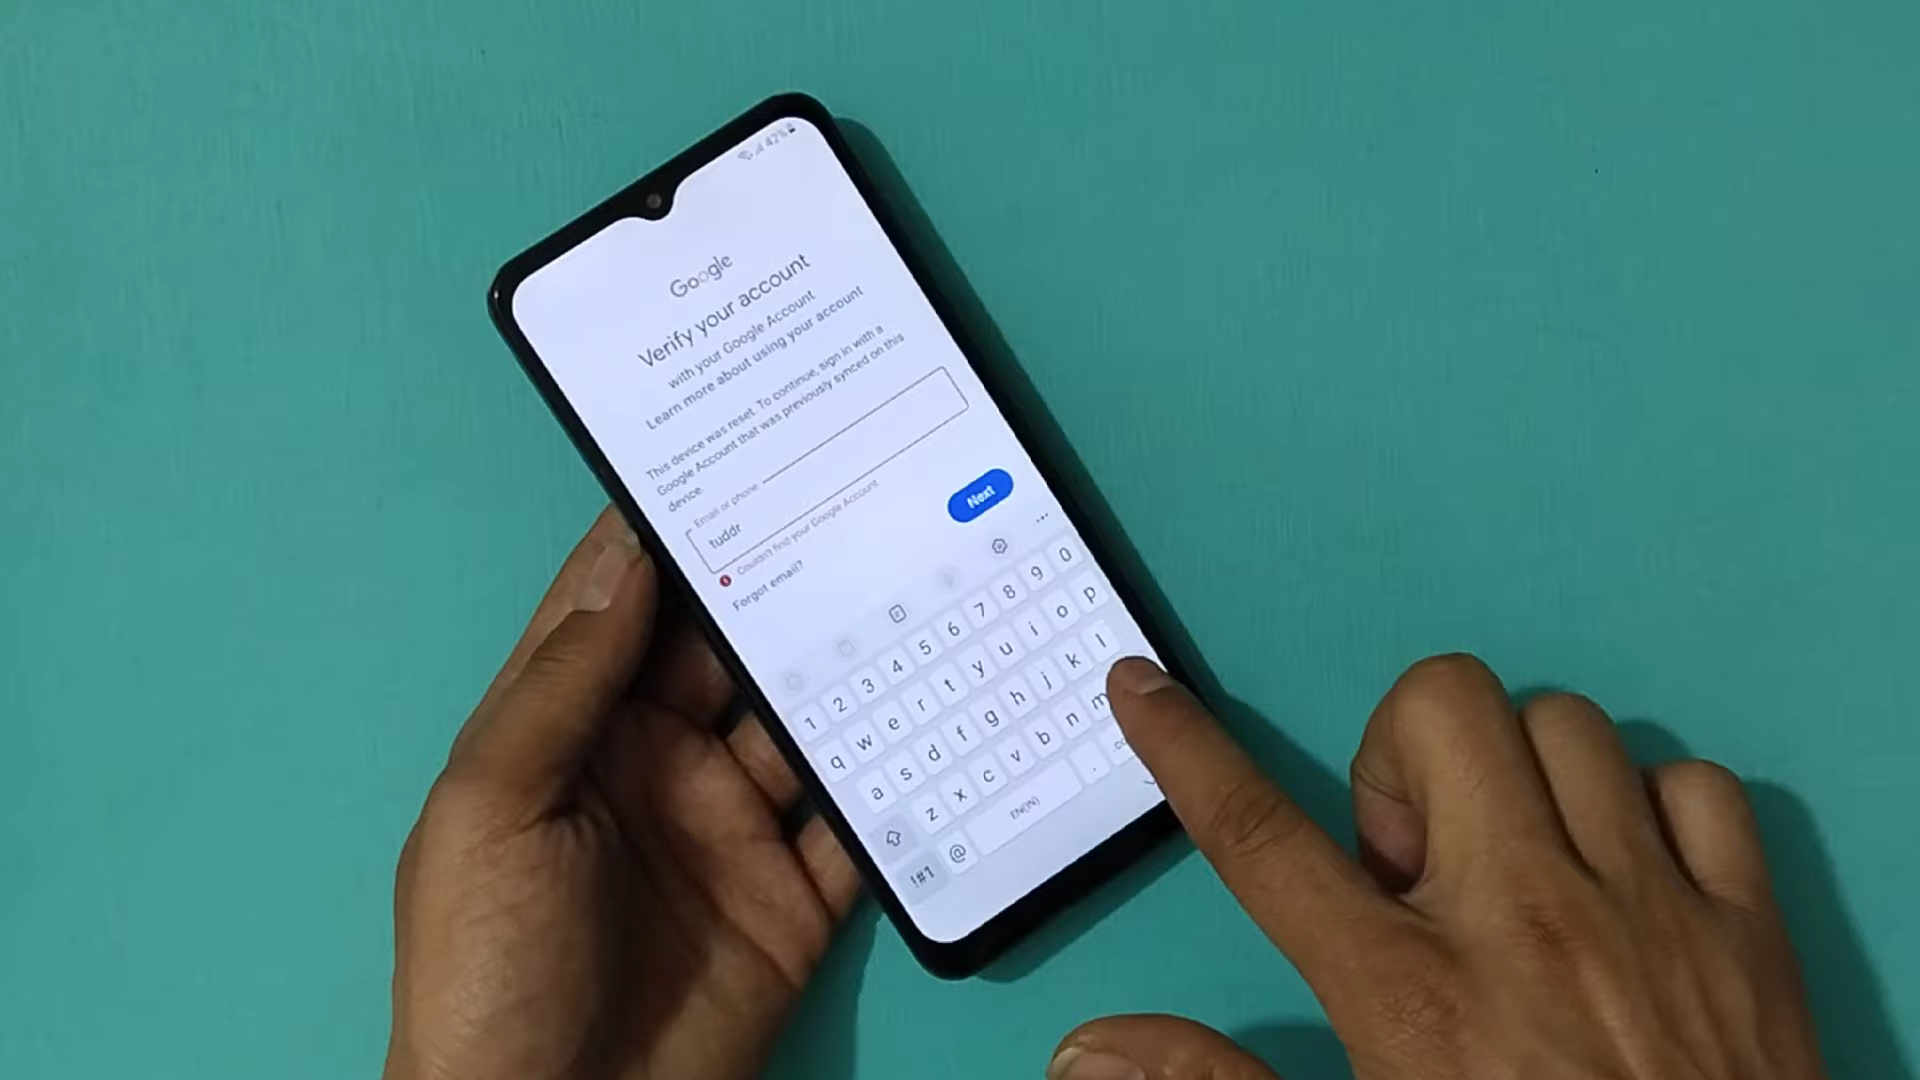 42%
Google
Verify your account
with your Google Account
Learn more about using your account
This device was reset. To continue, sign in with a
Google Account that was previously synced on this
device.
Email or phone
tuddr
Couldn't find your Google Account
Forgot email?
Next
1 2 3 4 5 6 7 8 9 0
q w e r t y u i o p
a s d f g h j k l
z x c v b n m
!#1 @ EN(IN) . .co